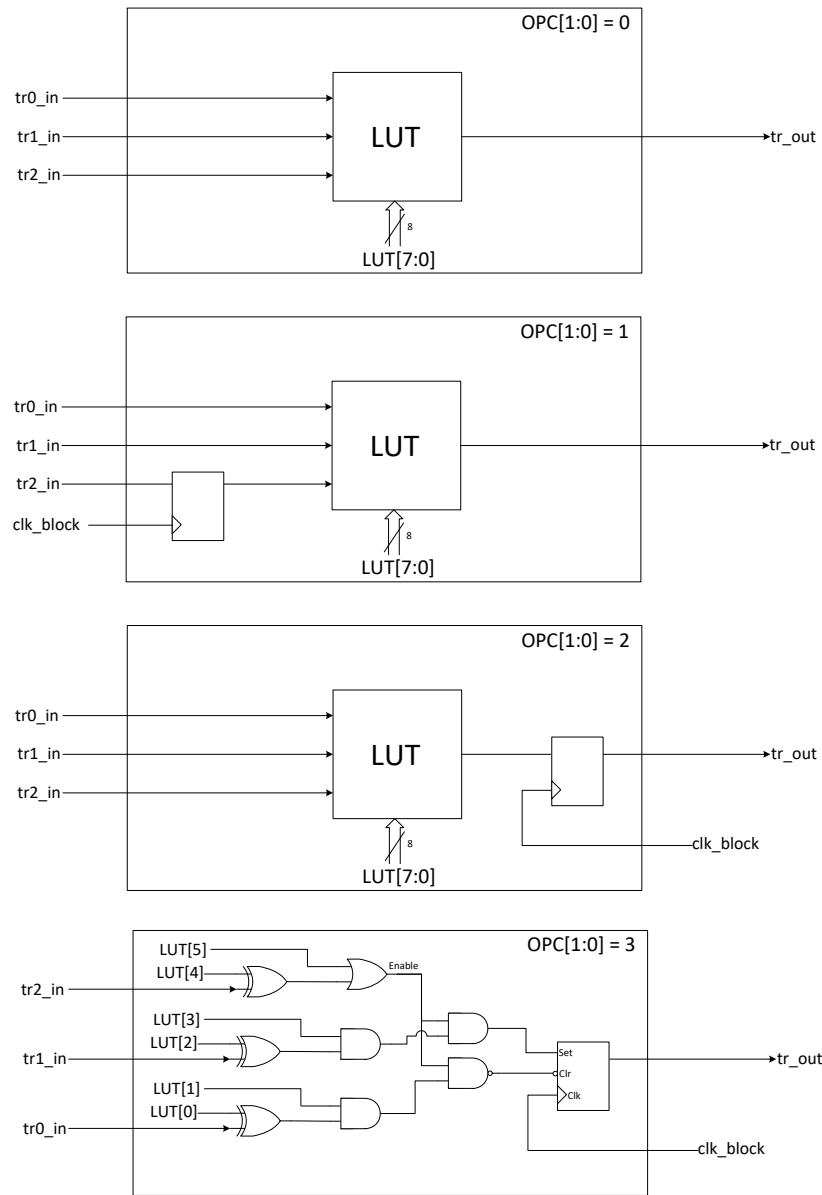 OPC[1:0] = 0
tr0_in
tr1_in
tr2_in
LUT
tr_out
8
LUT[7:0]
OPC[1:0] = 1
tr0_in
tr1_in
tr2_in
clk_block
LUT
tr_out
8
LUT[7:0]
OPC[1:0] = 2
tr0_in
tr1_in
tr2_in
LUT
tr_out
clk_block
8
LUT[7:0]
OPC[1:0] = 3
LUT[5]
Enable
LUT[4]
tr2_in
LUT[3]
LUT[2]
tr1_in
LUT[1]
LUT[0]
tr0_in
Set
Clr
Clk
tr_out
clk_block